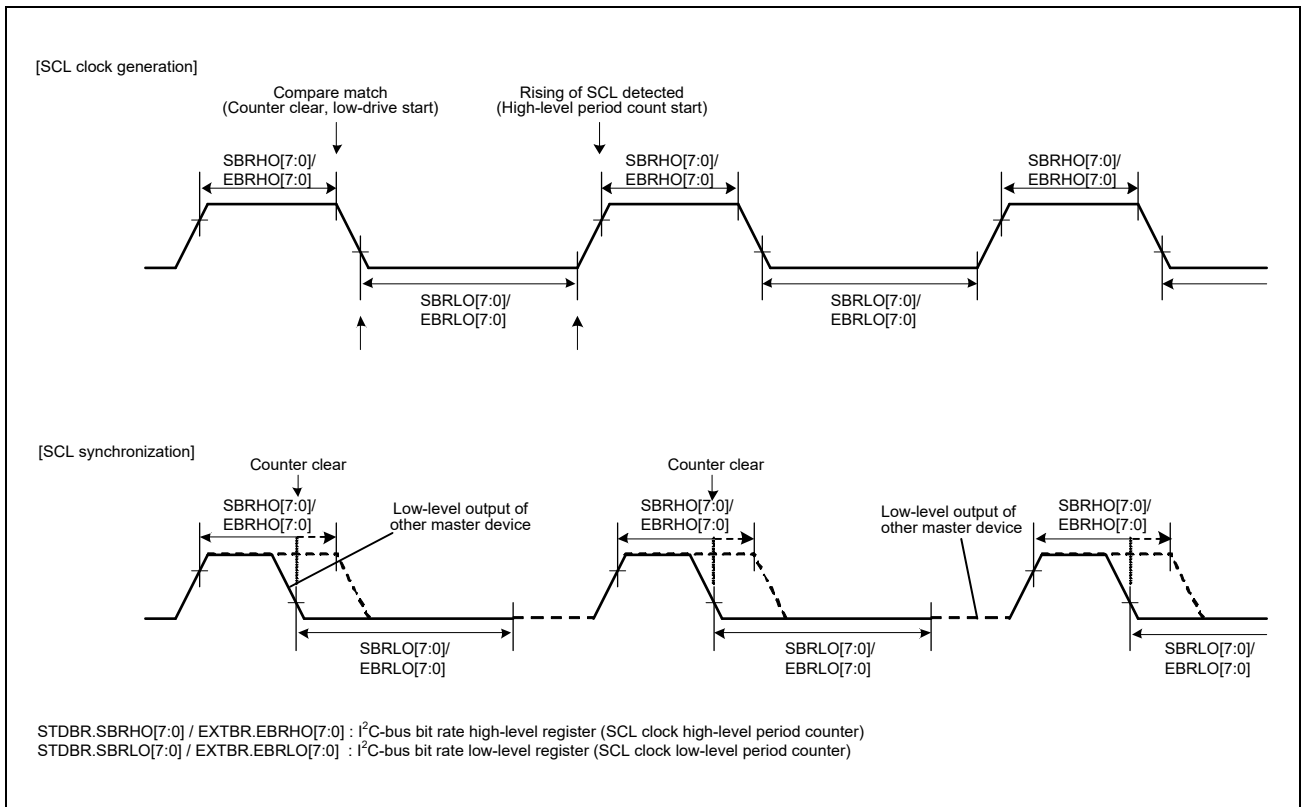 [SCL clock generation]
Compare match
(Counter clear, low-drive start)
Rising of SCL detected
(High-level period count start)
SBRHO[7:0]/
EBRHO[7:0]
SBRHO[7:0]/
EBRHO[7:0]
SBRHO[7:0]/
EBRHO[7:0]
SBRLO[7:0]/
EBRLO[7:0]
SBRLO[7:0]/
EBRLO[7:0]
[SCL synchronization]
Counter clear
Counter clear
SBRHO[7:0]/
EBRHO[7:0]
Low-level output of
other master device
SBRHO[7:0]/
EBRHO[7:0]
Low-level output of
other master device
SBRHO[7:0]/
EBRHO[7:0]
SBRLO[7:0]/
EBRLO[7:0]
SBRLO[7:0]/
EBRLO[7:0]
SBRLO[7:0]/
EBRLO[7:0]
STDBR.SBRHO[7:0] / EXTBR.EBRHO[7:0] : I²C-bus bit rate high-level register (SCL clock high-level period counter)
STDBR.SBRLO[7:0] / EXTBR.EBRLO[7:0] : I²C-bus bit rate low-level register (SCL clock low-level period counter)